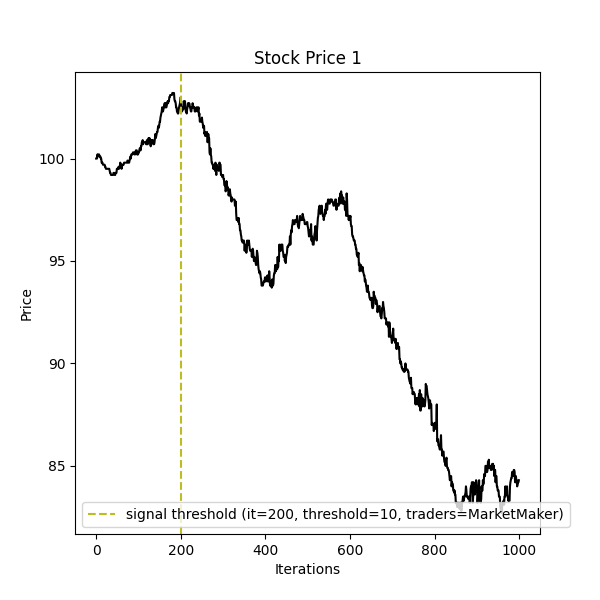 Stock Price 1
Price
100
95
90
85
signal threshold (it=200, threshold=10, traders=MarketMaker)
0 200 400 600 800 1000
Iterations